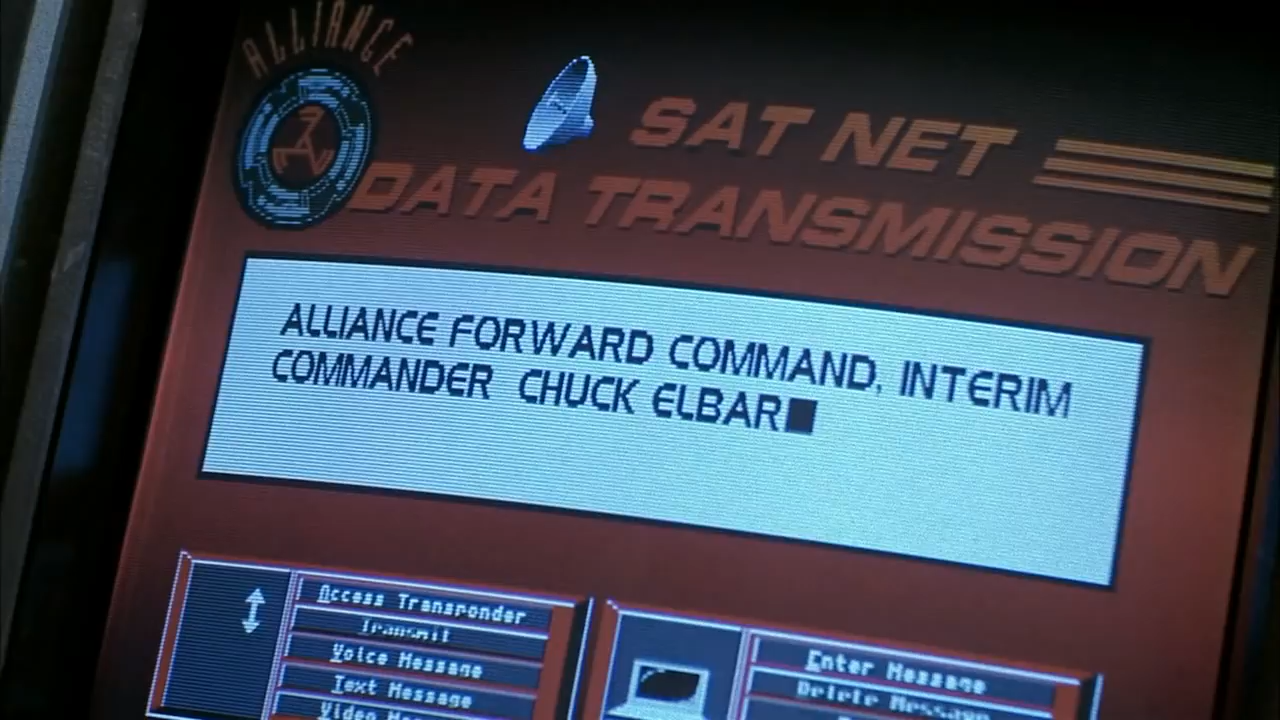 ALLIANCE
SAT NET
DATA TRANSMISSION
ALLIANCE FORWARD COMMAND, INTERIM
COMMANDER CHUCK ELBAR
Access Transponder
Transmit
Voice Message
Text Message
Video
Enter Message
Delete Message